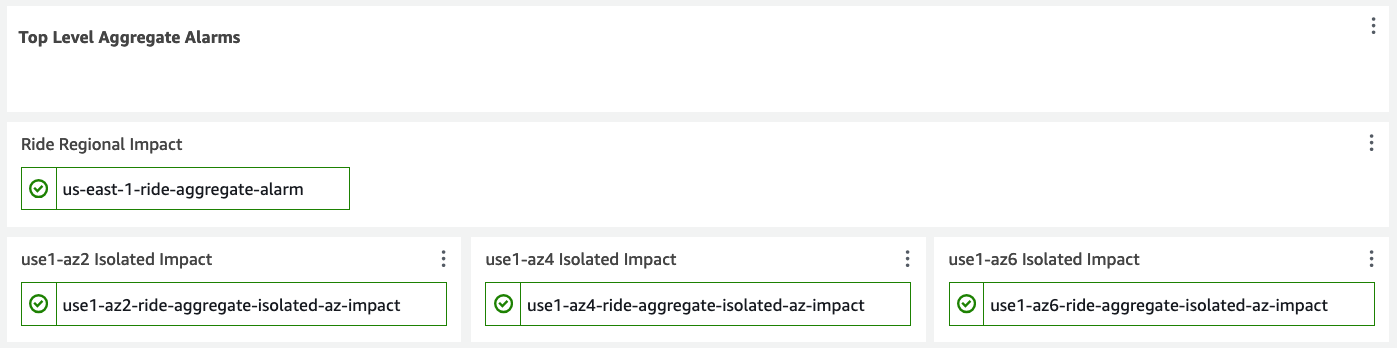 Top Level Aggregate Alarms
Ride Regional Impact
us-east-1-ride-aggregate-alarm
use1-az2 Isolated Impact
use1-az2-ride-aggregate-isolated-az-impact
use1-az4 Isolated Impact
use1-az4-ride-aggregate-isolated-az-impact
use1-az6 Isolated Impact
use1-az6-ride-aggregate-isolated-az-impact